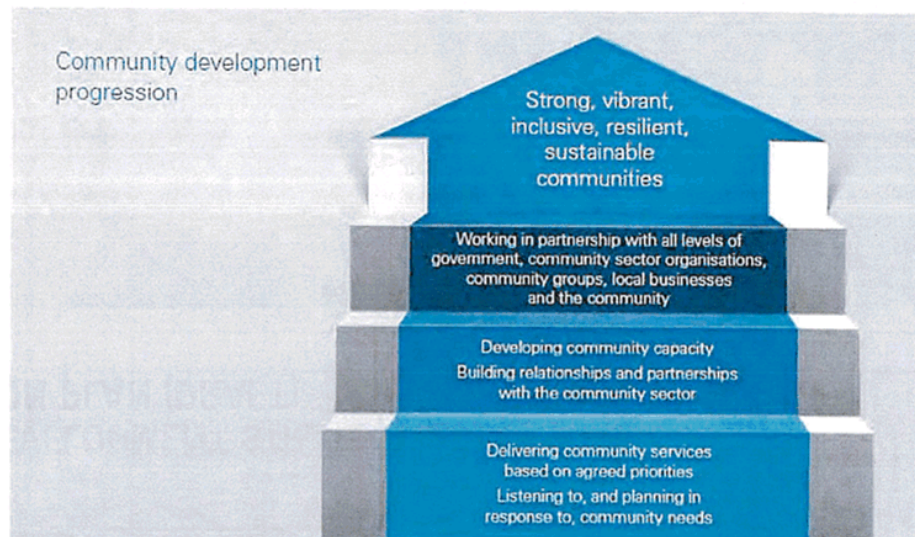 Community development
progression
Strong, vibrant,
inclusive, resilient,
sustainable
communities
Working in partnership with all levels of
government, community sector organisations,
community groups, local businesses
and the community
Developing community capacity
Building relationships and partnerships
with the community sector
Delivering community services
based on agreed priorities
Listening to, and planning in
response to, community needs